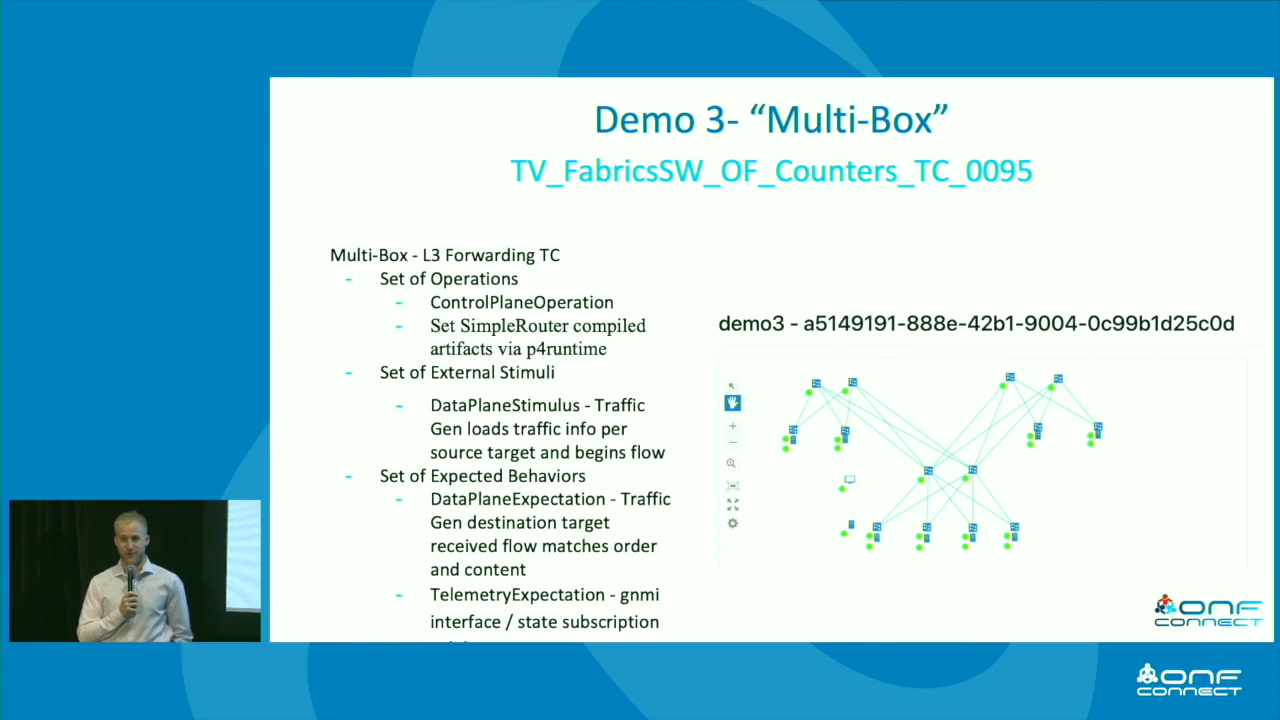 Demo 3- “Multi-Box”
TV_FabricsSW_OF_Counters_TC_0095
Multi-Box - L3 Forwarding TC
- Set of Operations
- ControlPlaneOperation
- Set SimpleRouter compiled
artifacts via p4runtime
- Set of External Stimuli
- DataPlaneStimulus - Traffic
Gen loads traffic info per
source target and begins flow
- Set of Expected Behaviors
- DataPlaneExpectation - Traffic
Gen destination target
received flow matches order
and content
- TelemetryExpectation - gnmi
interface / state subscription
demo3 - a5149191-888e-42b1-9004-0c99b1d25c0d
ONF
CONNECT
ONF
CONNECT